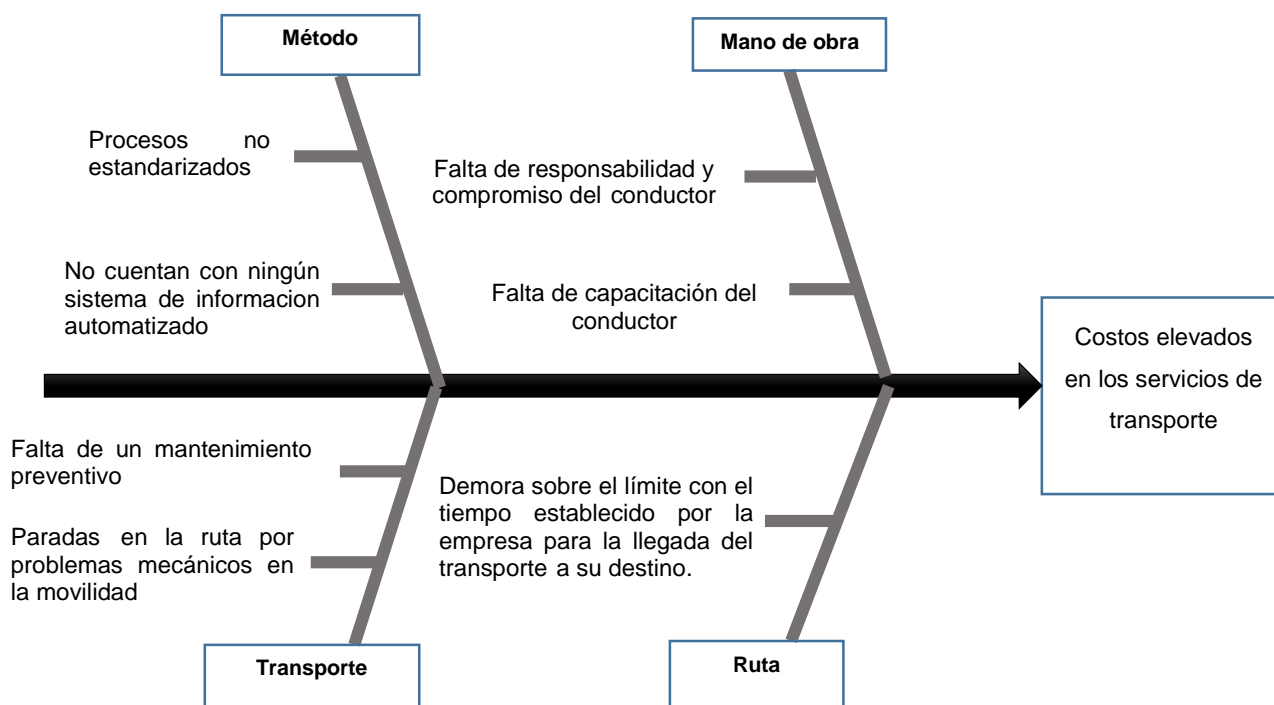 Método
Mano de obra
Procesos no
estandarizados
Falta de responsabilidad y
compromiso del conductor
No cuentan con ningún
sistema de informacion
automatizado
Falta de capacitación del
conductor
Costos elevados
en los servicios de
transporte
Falta de un mantenimiento
preventivo
Demora sobre el límite con el
tiempo establecido por la
empresa para la llegada del
transporte a su destino.
Paradas en la ruta por
problemas mecánicos en
la movilidad
Transporte
Ruta